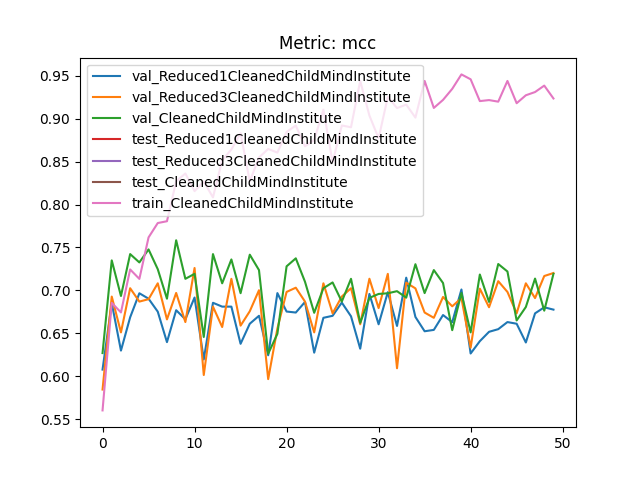 Metric: mcc
val_Reduced1CleanedChildMindInstitute
val_Reduced3CleanedChildMindInstitute
val_CleanedChildMindInstitute
test_Reduced1CleanedChildMindInstitute
test_Reduced3CleanedChildMindInstitute
test_CleanedChildMindInstitute
train_CleanedChildMindInstitute
0.95
0.90
0.85
0.80
0.75
0.70
0.65
0.60
0.55
0 10 20 30 40 50